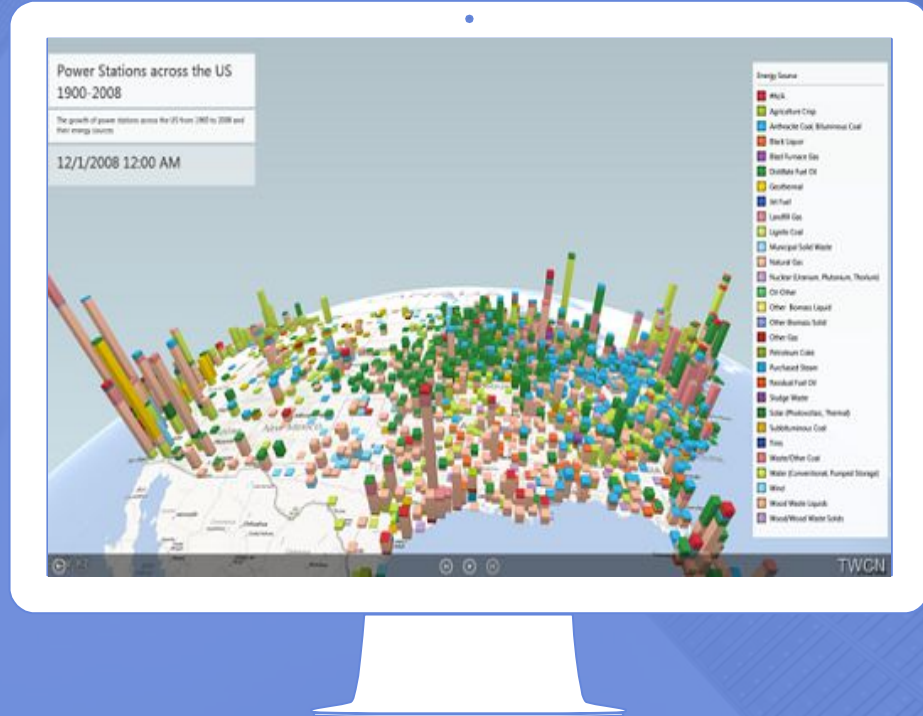 Power Stations across the US
1900-2008
The growth of power stations across the US from 1900 to 2008 and
their energy sources
12/1/2008 12:00 AM
Energy Source
#N/A
Agriculture Crop
Anthracite Coal, Bituminous Coal
Black Liquor
Blast Furnace Gas
Distillate Fuel Oil
Geothermal
Jet Fuel
Landfill Gas
Lignite Coal
Municipal Solid Waste
Natural Gas
Nuclear (Uranium, Plutonium, Thorium)
Oil-Other
Other Biomass Liquid
Other Biomass Solid
Other Gas
Petroleum Coke
Purchased Steam
Residual Fuel Oil
Sludge Waste
Solar (Photovoltaic, Thermal)
Subbituminous Coal
Tires
Waste/Other Coal
Water (Conventional, Pumped Storage)
Wind
Wood Waste Liquids
Wood/Wood Waste Solids
New Mexico
Chihuahua
TWCN